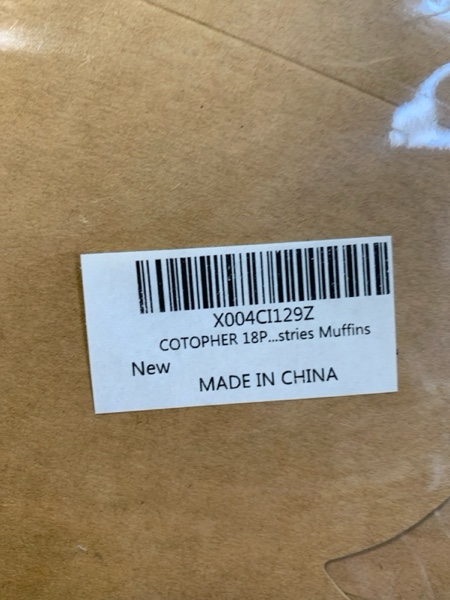 X004CI129Z
COTOPHER 18P...stries Muffins
New
MADE IN CHINA